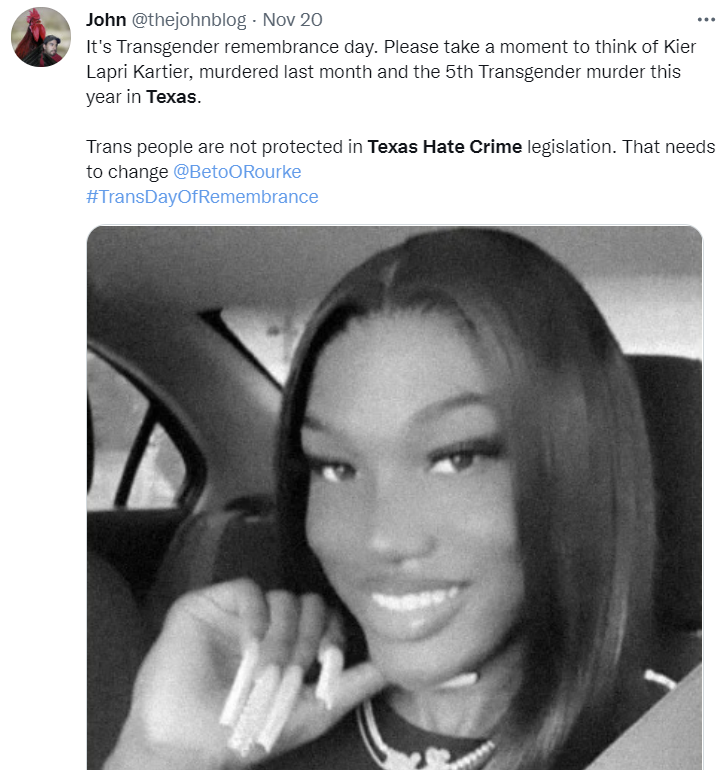 John @thejohnblog · Nov 20
It's Transgender remembrance day. Please take a moment to think of Kier
Lapri Kartier, murdered last month and the 5th Transgender murder this
year in Texas.
Trans people are not protected in Texas Hate Crime legislation. That needs
to change @BetoORourke
#TransDayOfRemembrance